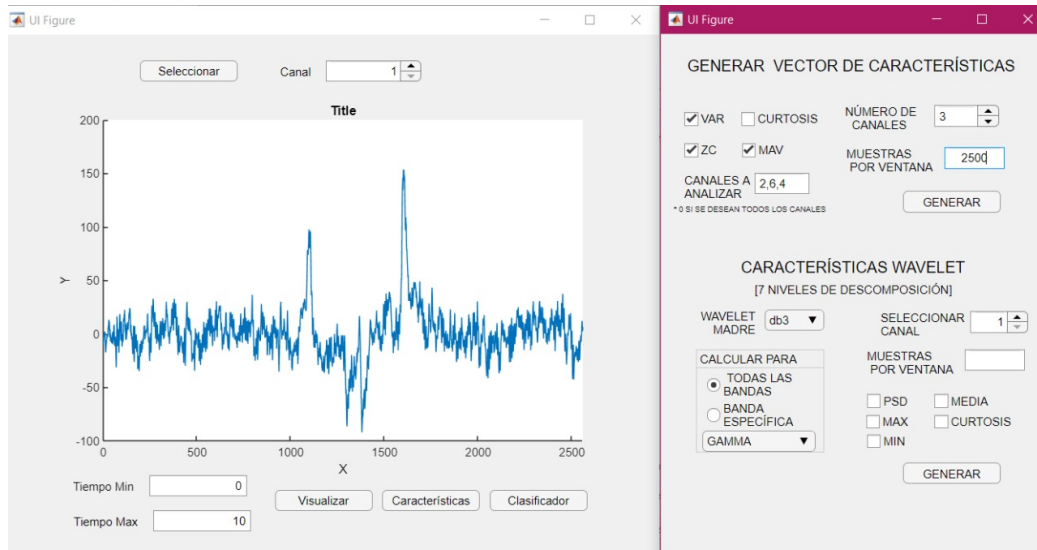 UI Figure
Seleccionar
Canal
1
Title
200
150
100
50
0
-50
-100
Y
0
500
1000
1500
2000
2500
X
Tiempo Min
0
Tiempo Max
10
Visualizar
Características
Clasificador
UI Figure
GENERAR VECTOR DE CARACTERÍSTICAS
VAR
CURTOSIS
ZC
MAV
NÚMERO DE
CANALES
3
MUESTRAS
POR VENTANA
2500
CANALES A
ANALIZAR
2,6,4
* 0 SI SE DESEAN TODOS LOS CANALES
GENERAR
CARACTERÍSTICAS WAVELET
[7 NIVELES DE DESCOMPOSICIÓN]
WAVELET
MADRE
db3
SELECCIONAR
CANAL
1
CALCULAR PARA
TODAS LAS
BANDAS
BANDA
ESPECÍFICA
GAMMA
MUESTRAS
POR VENTANA
PSD
MEDIA
MAX
CURTOSIS
MIN
GENERAR